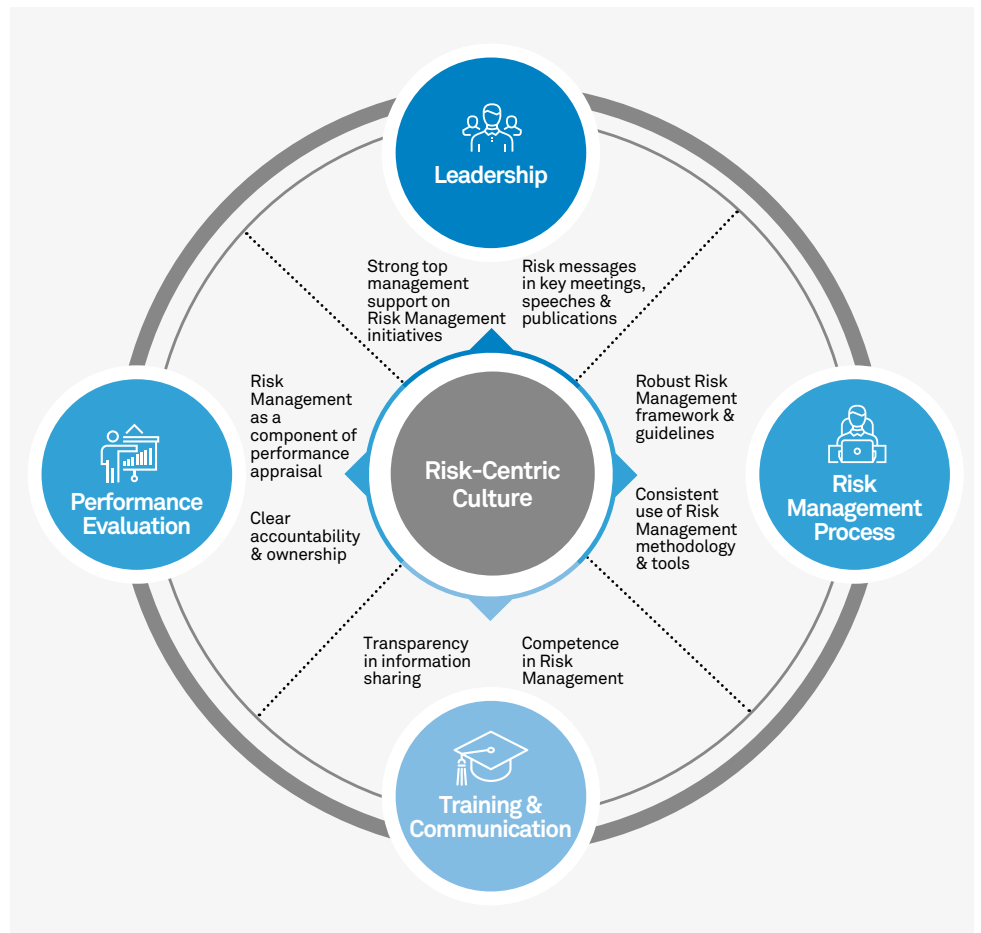 Leadership
Strong top
management
support on
Risk Management
initiatives
Risk messages
in key meetings,
speeches &
publications
Risk
Management
as a
component of
performance
appraisal
Clear
accountability
& ownership
Performance
Evaluation
Risk-Centric
Culture
Robust Risk
Management
framework &
guidelines
Consistent
use of Risk
Management
methodology
& tools
Risk
Management
Process
Transparency
in information
sharing
Competence
in Risk
Management
Training &
Communication